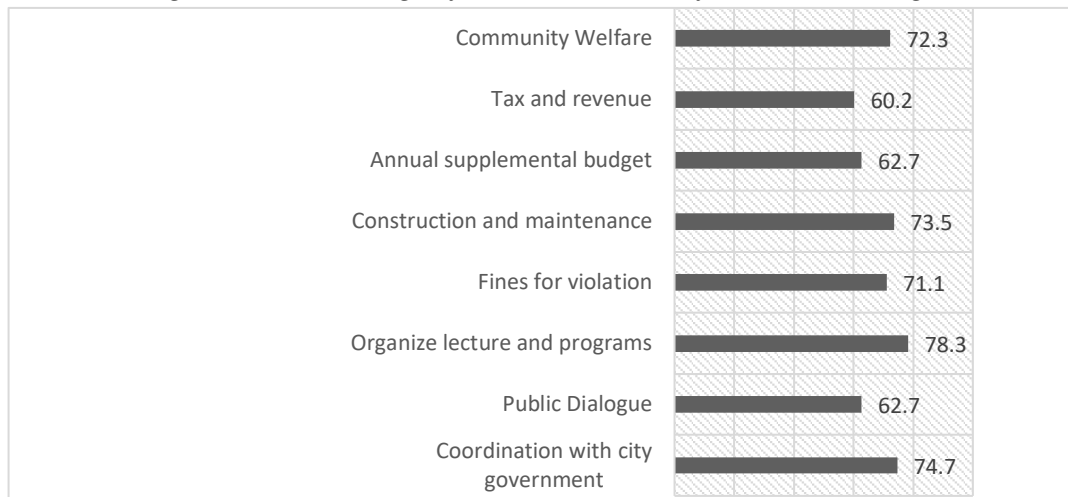 Community Welfare 72.3
Tax and revenue 60.2
Annual supplemental budget 62.7
Construction and maintenance 73.5
Fines for violation 71.1
Organize lecture and programs 78.3
Public Dialogue 62.7
Coordination with city
government 74.7